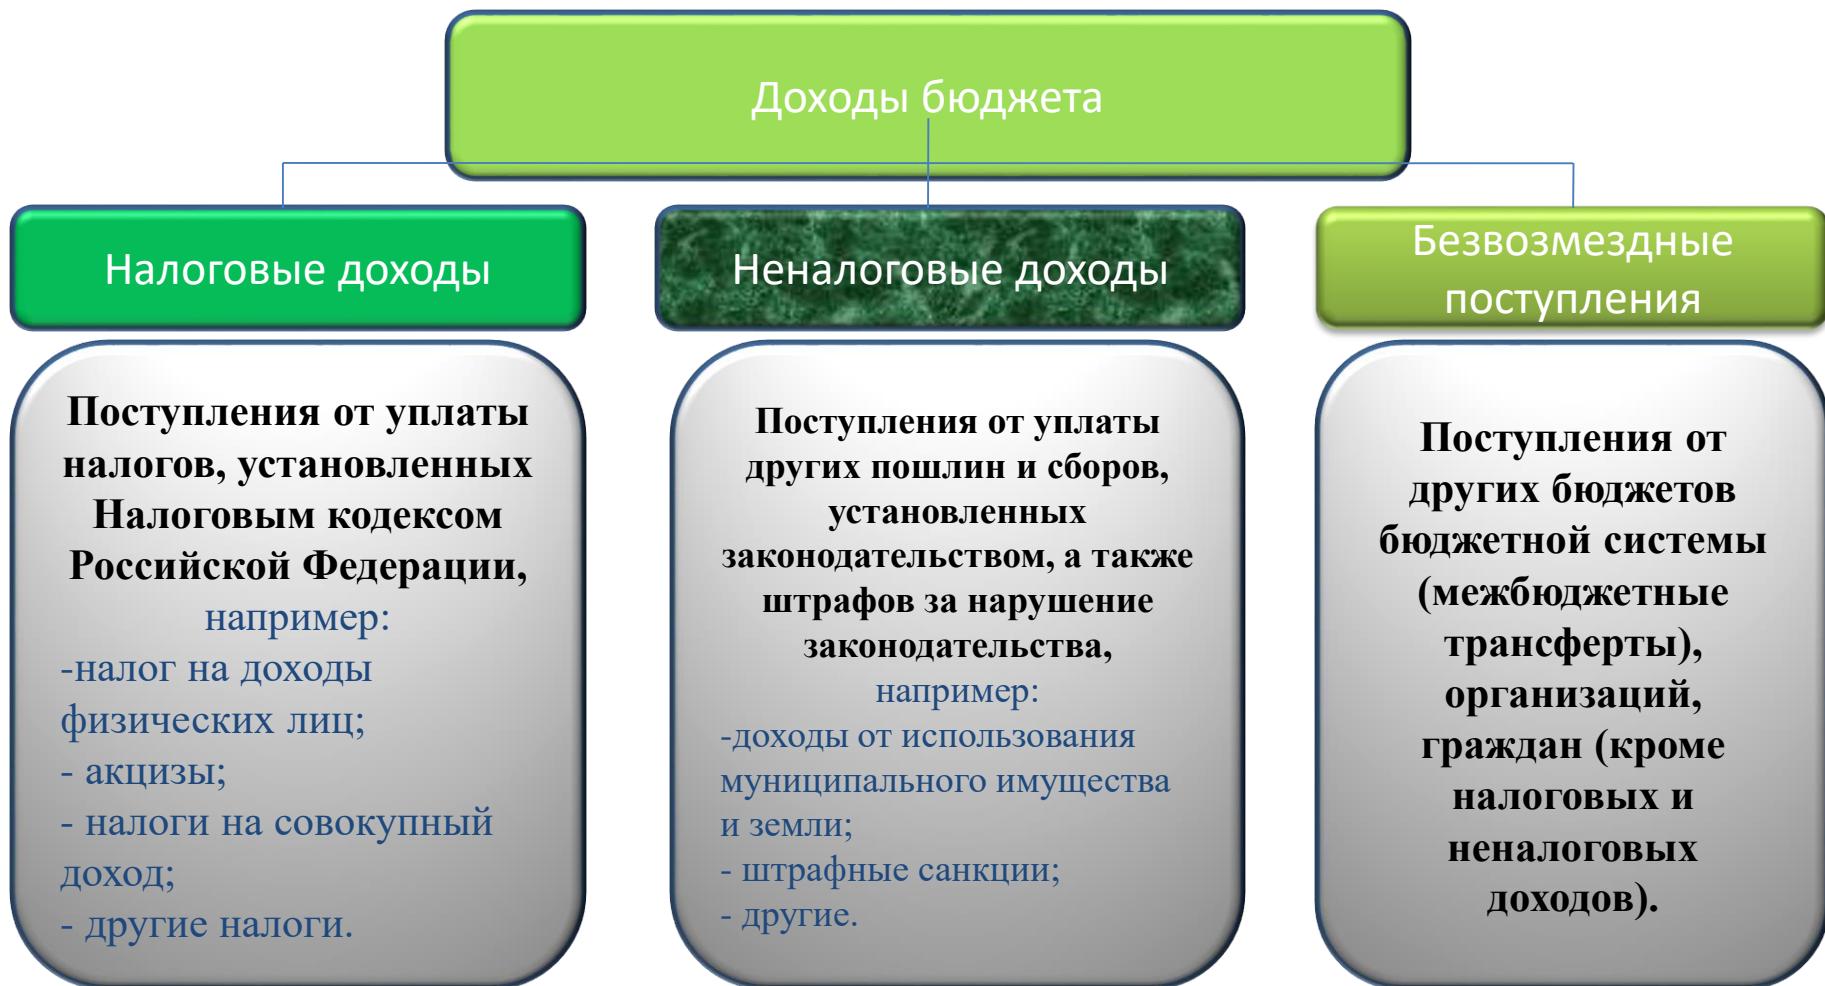 Доходы бюджета
Налоговые доходы
Поступления от уплаты
налогов, установленных
Налоговым кодексом
Российской Федерации,
например:
-налог на доходы
физических лиц;
- акцизы;
- налоги на совокупный
доход;
- другие налоги.
Неналоговые доходы
Поступления от уплаты
других пошлин и сборов,
установленных
законодательством, а также
штрафов за нарушение
законодательства,
например:
-доходы от использования
муниципального имущества
и земли;
- штрафные санкции;
- другие.
Безвозмездные
поступления
Поступления от
других бюджетов
бюджетной системы
(межбюджетные
трансферты),
организаций,
граждан (кроме
налоговых и
неналоговых
доходов).